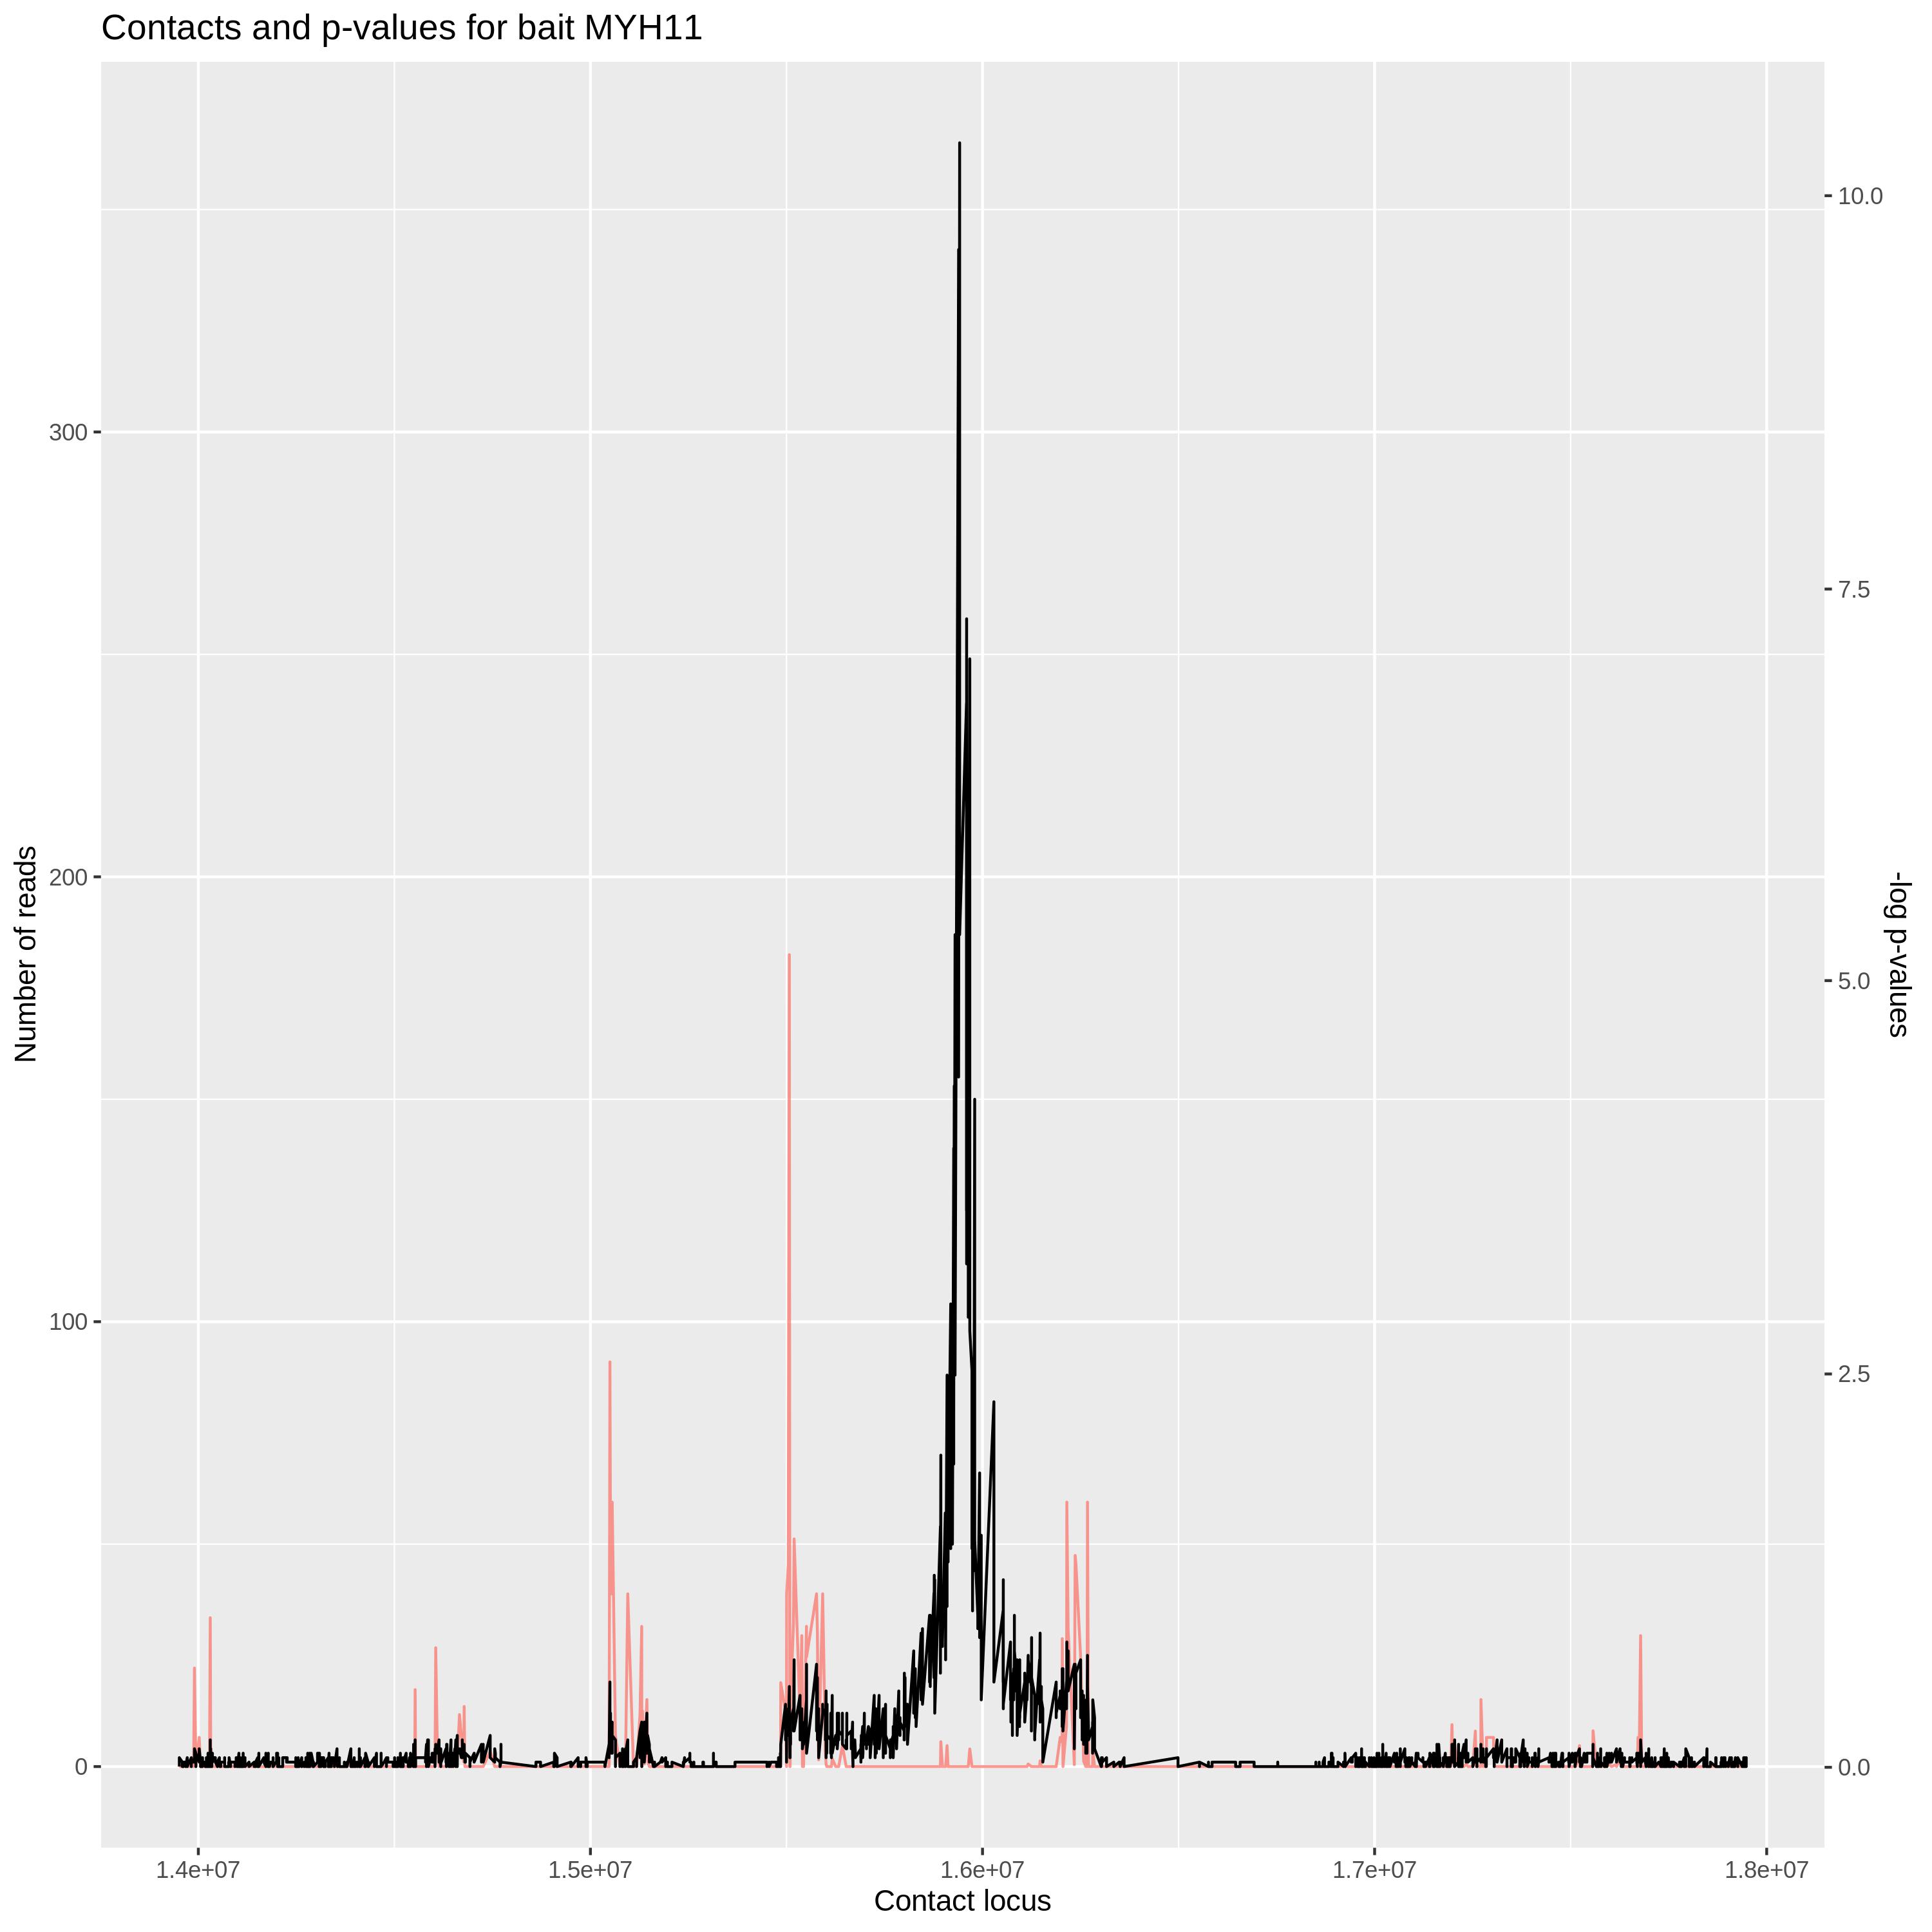 Contacts and p-values for bait MYH11
300
200
100
0
Number of reads
10.0
7.5
5.0
2.5
0.0
-log p-values
1.4e+07
1.5e+07
1.6e+07
1.7e+07
1.8e+07
Contact locus